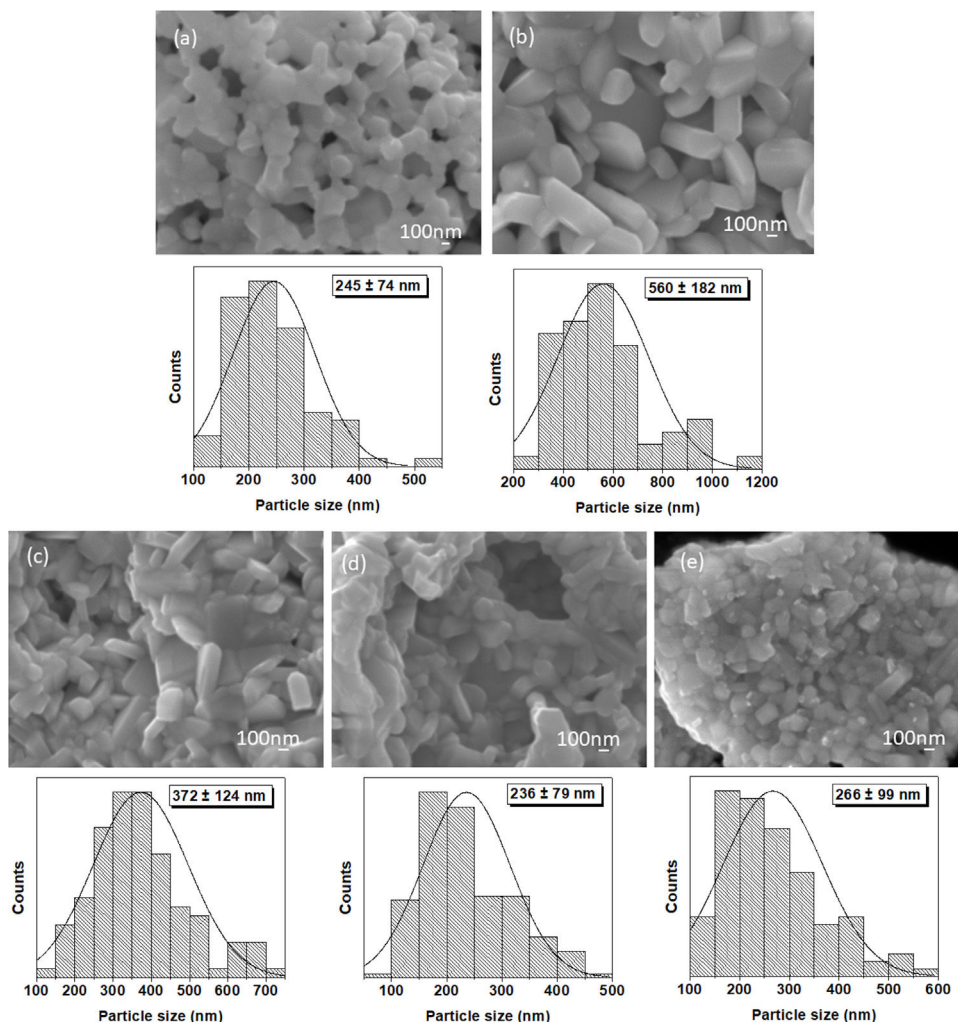 (a)
100nm
(b)
100nm
245 ± 74 nm
Counts
100 200 300 400 500
Particle size (nm)
560 ± 182 nm
Counts
200 400 600 800 1000 1200
Particle size (nm)
(c)
100nm
(d)
100nm
(e)
100nm
372 ± 124 nm
Counts
100 200 300 400 500 600 700
Particle size (nm)
236 ± 79 nm
Counts
100 200 300 400 500
Particle size (nm)
266 ± 99 nm
Counts
100 200 300 400 500 600
Particle size (nm)